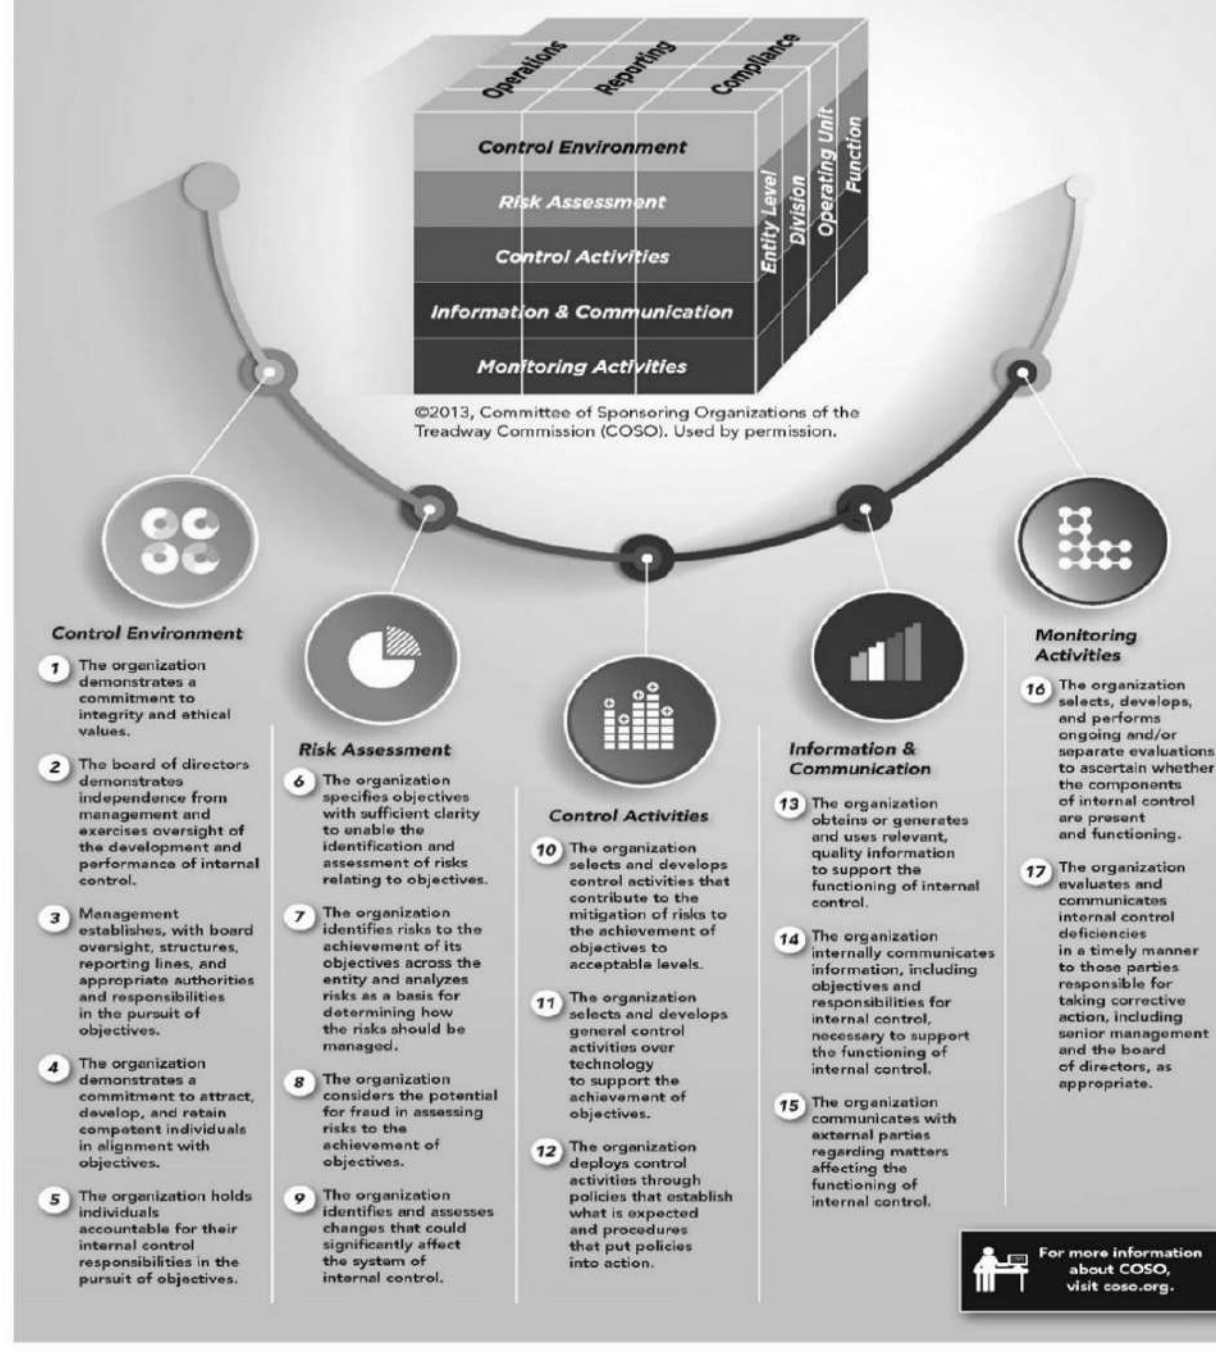 Operations
Reporting
Compliance
Control Environment
Risk Assessment
Control Activities
Information & Communication
Monitoring Activities
Entity Level
Division
Operating Unit
Function
©2013, Committee of Sponsoring Organizations of the
Treadway Commission (COSO). Used by permission.
Control Environment
1 The organization
demonstrates a
commitment to
integrity and ethical
values.
2 The board of directors
demonstrates
independence from
management and
exercises oversight of
the development and
performance of internal
control.
3 Management
establishes, with board
oversight, structures,
reporting lines, and
appropriate authorities
and responsibilities
in the pursuit of
objectives.
4 The organization
demonstrates a
commitment to attract,
develop, and retain
competent individuals
in alignment with
objectives.
5 The organization holds
individuals
accountable for their
internal control
responsibilities in the
pursuit of objectives.
Risk Assessment
6 The organization
specifies objectives
with sufficient clarity
to enable the
identification and
assessment of risks
relating to objectives.
7 The organization
identifies risks to the
achievement of its
objectives across the
entity and analyzes
risks as a basis for
determining how
the risks should be
managed.
8 The organization
considers the potential
for fraud in assessing
risks to the
achievement of
objectives.
9 The organization
identifies and assesses
changes that could
significantly affect
the system of
internal control.
Control Activities
10 The organization
selects and develops
control activities that
contribute to the
mitigation of risks to
the achievement of
objectives to
acceptable levels.
11 The organization
selects and develops
general control
activities over
technology
to support the
achievement of
objectives.
12 The organization
deploys control
activities through
policies that establish
what is expected
and procedures
that put policies
into action.
Information &
Communication
13 The organization
obtains or generates
and uses relevant,
quality information
to support the
functioning of internal
control.
14 The organization
internally communicates
information, including
objectives and
responsibilities for
internal control,
necessary to support
the functioning of
internal control.
15 The organization
communicates with
external parties
regarding matters
affecting the
functioning of
internal control.
Monitoring
Activities
16 The organization
selects, develops,
and performs
ongoing and/or
separate evaluations
to ascertain whether
the components
of internal control
are present
and functioning.
17 The organization
evaluates and
communicates
internal control
deficiencies
in a timely manner
to those parties
responsible for
taking corrective
action, including
senior management
and the board
of directors, as
appropriate.
For more information
about COSO,
visit coso.org.